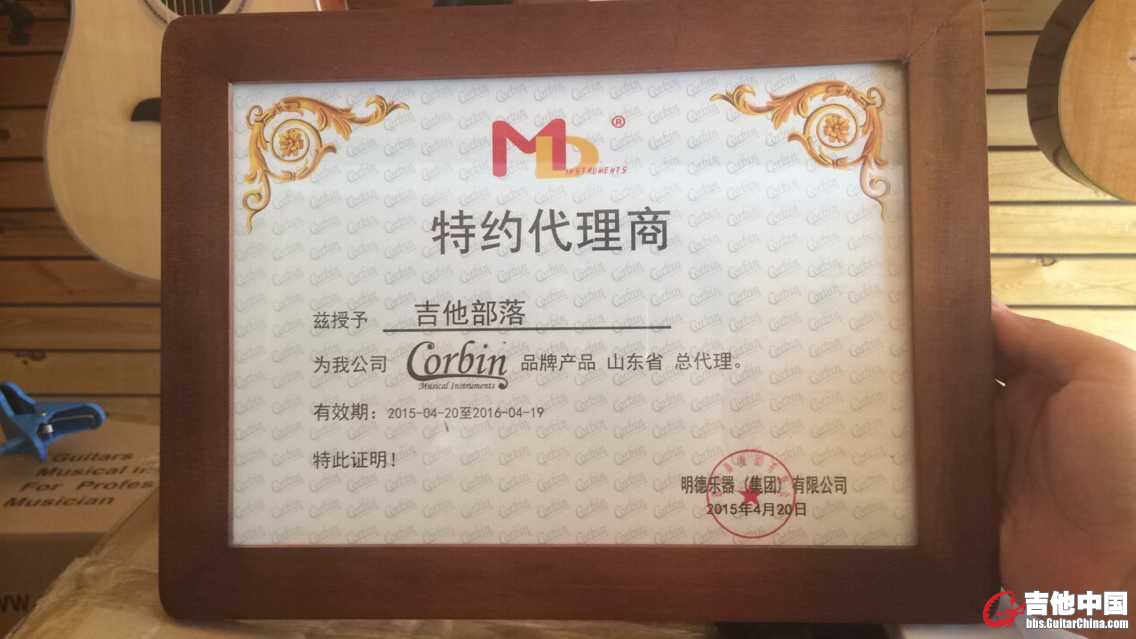 MD®
INSTRUMENTS
特约代理商
兹授予 吉他部落
为我公司 Corbin Musical Instruments 品牌产品 山东省 总代理。
有效期：2015-04-20至2016-04-19
特此证明！
明德乐器（集团）有限公司
2015年4月20日
Guitars
Musical In
For Profes
Musician
吉他中国
bbs.GuitarChina.com